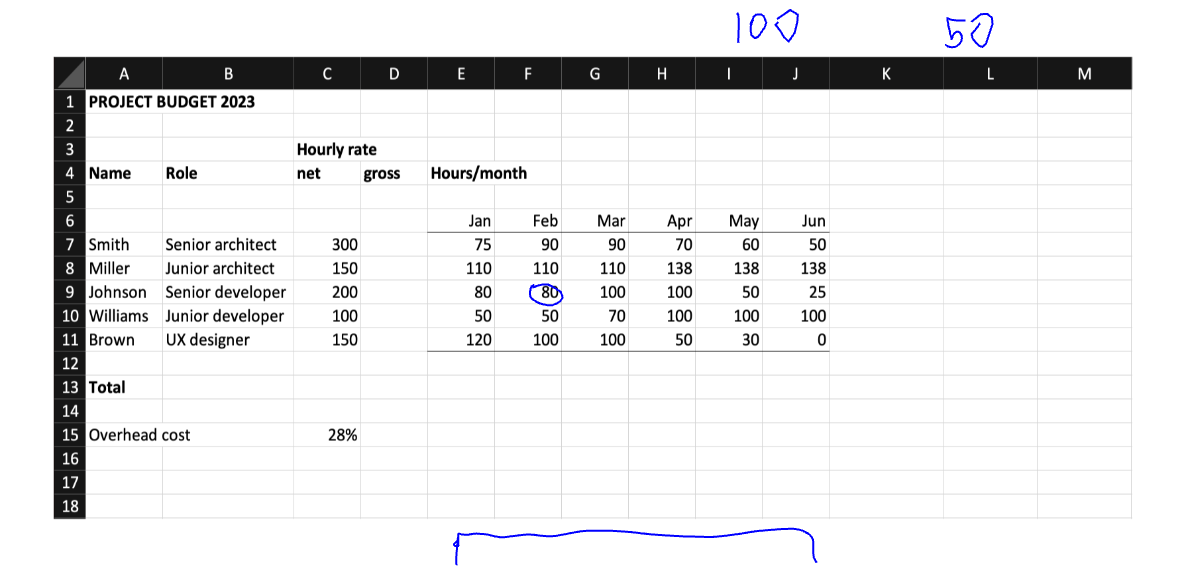 100 50
A B C D E F G H I J K L M
1 PROJECT BUDGET 2023
2
3 Hourly rate
4 Name Role net gross Hours/month
5
6 Jan Feb Mar Apr May Jun
7 Smith Senior architect 300 75 90 90 70 60 50
8 Miller Junior architect 150 110 110 110 138 138 138
9 Johnson Senior developer 200 80 80 100 100 50 25
10 Williams Junior developer 100 50 50 70 100 100 100
11 Brown UX designer 150 120 100 100 50 30 0
12
13 Total
14
15 Overhead cost 28%
16
17
18